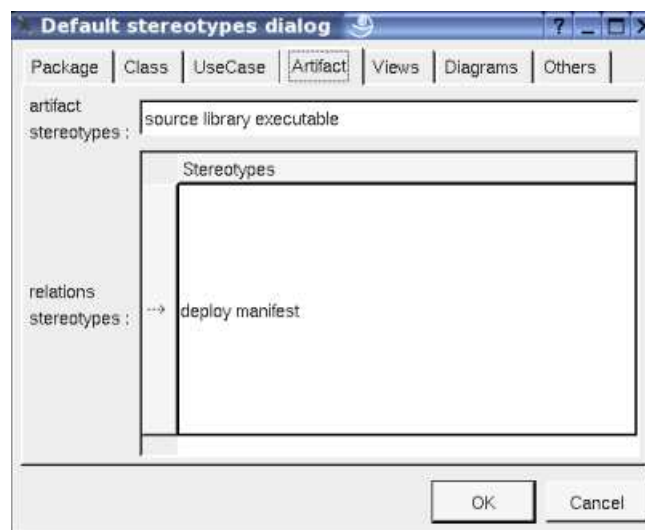 Default stereotypes dialog
Package Class UseCase Artifact Views Diagrams Others
artifact
stereotypes :
source library executable
Stereotypes
relations
stereotypes :
deploy manifest
OK Cancel